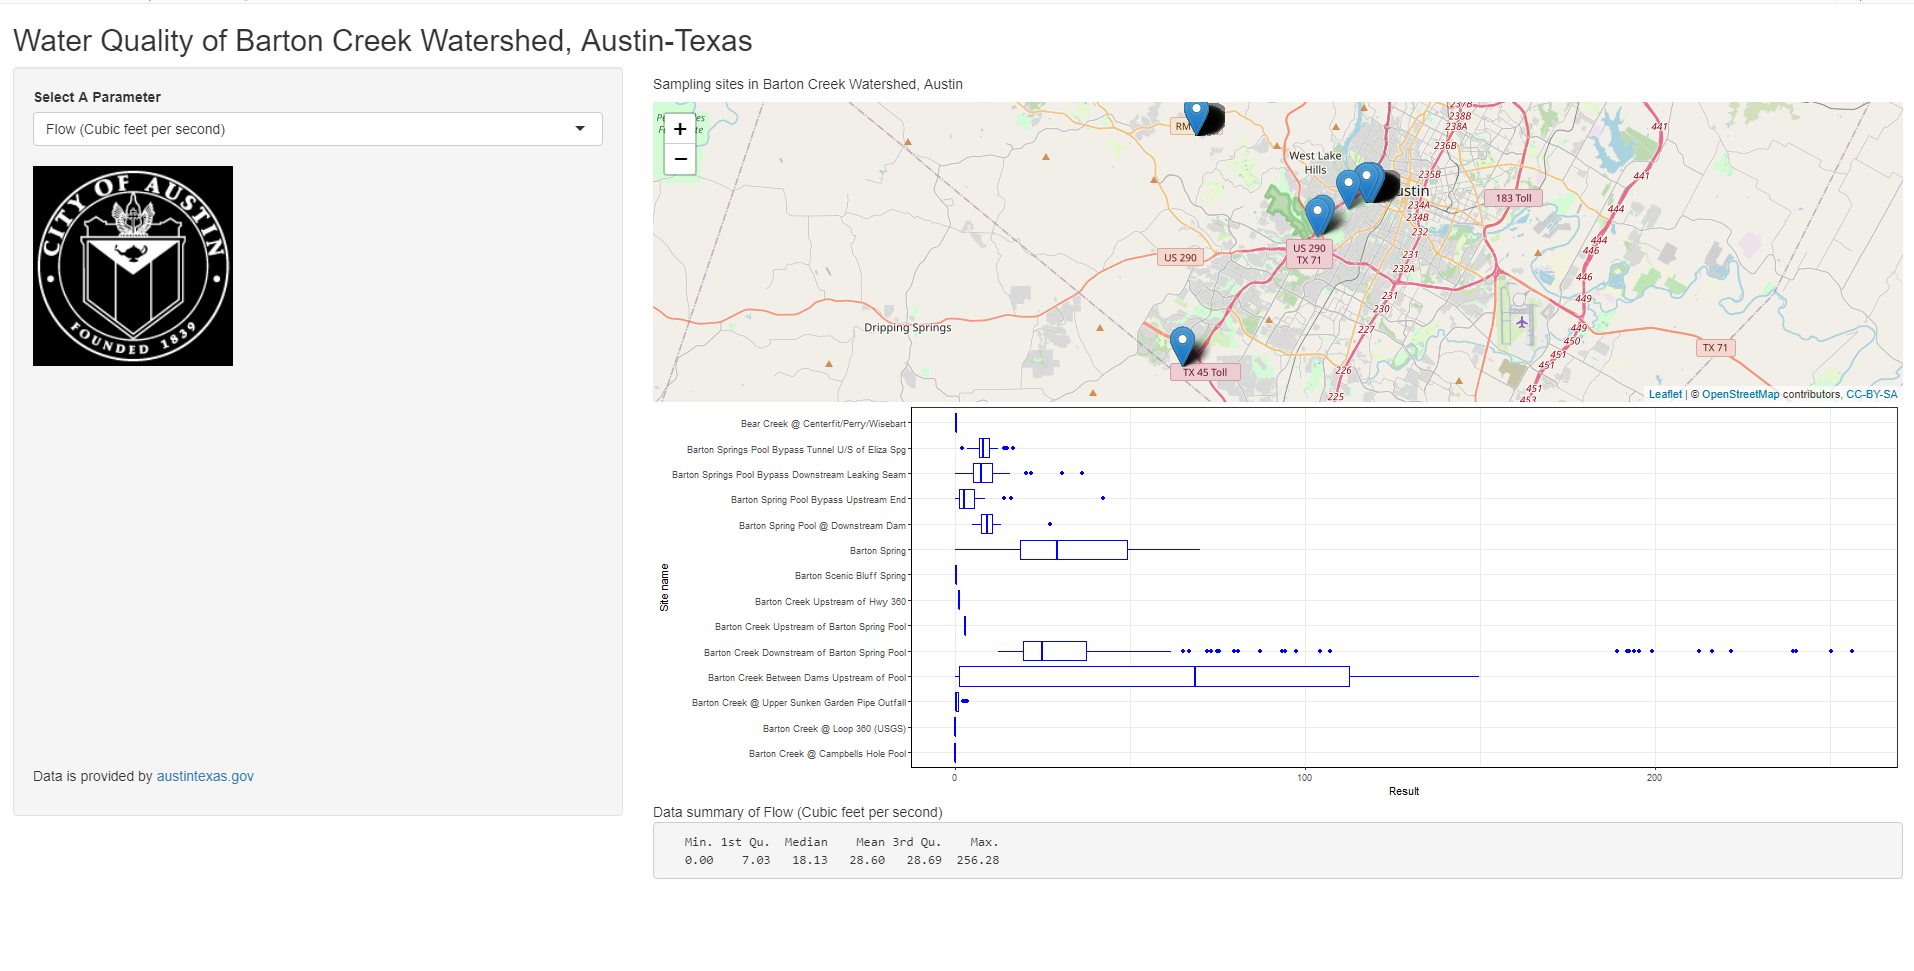 Water Quality of Barton Creek Watershed, Austin-Texas
Select A Parameter
Flow (Cubic feet per second)
CITY OF AUSTIN
FOUNDED 1839
Data is provided by austintexas.gov
Sampling sites in Barton Creek Watershed, Austin
+
−
RM
West Lake
Hills
ustin
US 290
US 290
TX 71
183 Toll
Dripping Springs
TX 45 Toll
TX 71
237B
238B
238A
236B
235B
234A
234B
232
231
232A
231
230
227
226
225
441
441
444
444
446
446
449
449
450
451
451
451
453
Leaflet | © OpenStreetMap contributors, CC-BY-SA
Site name
Bear Creek @ Centerfit/Perry/Wisebart
Barton Springs Pool Bypass Tunnel U/S of Eliza Spg
Barton Springs Pool Bypass Downstream Leaking Seam
Barton Spring Pool Bypass Upstream End
Barton Spring Pool @ Downstream Dam
Barton Spring
Barton Scenic Bluff Spring
Barton Creek Upstream of Hwy 360
Barton Creek Upstream of Barton Spring Pool
Barton Creek Downstream of Barton Spring Pool
Barton Creek Between Dams Upstream of Pool
Barton Creek @ Upper Sunken Garden Pipe Outfall
Barton Creek @ Loop 360 (USGS)
Barton Creek @ Campbells Hole Pool
0 100 200
Result
Data summary of Flow (Cubic feet per second)
Min. 1st Qu. Median Mean 3rd Qu. Max.
0.00 7.03 18.13 28.60 28.69 256.28